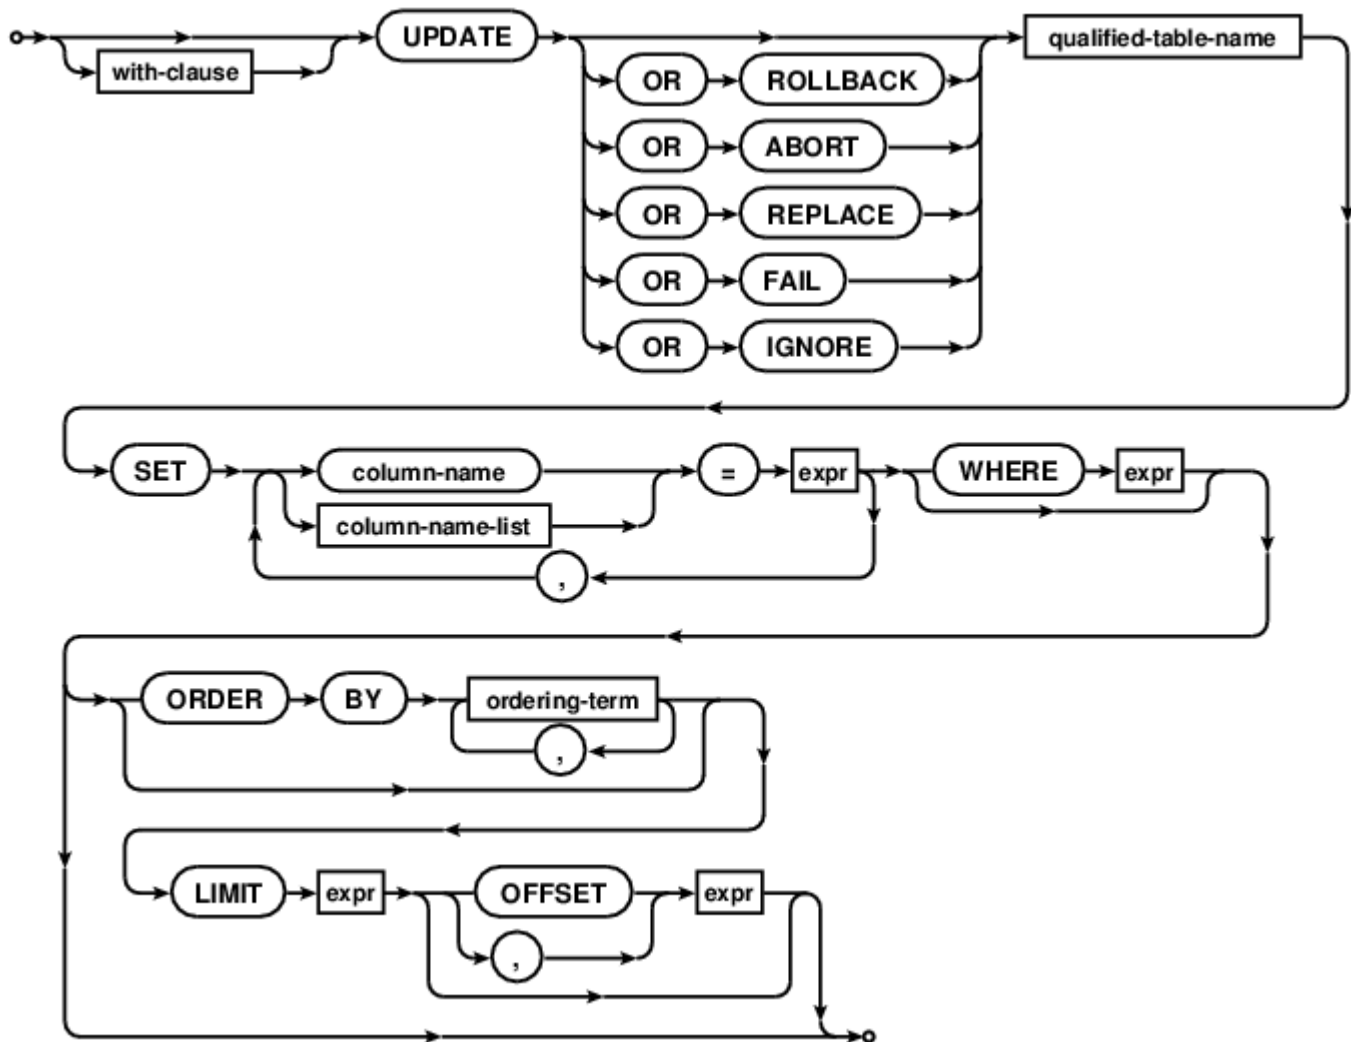 UPDATE qualified-table-name
with-clause
OR ROLLBACK
OR ABORT
OR REPLACE
OR FAIL
OR IGNORE
SET column-name = expr WHERE expr
column-name-list
,
ORDER BY ordering-term
,
LIMIT expr OFFSET expr
,